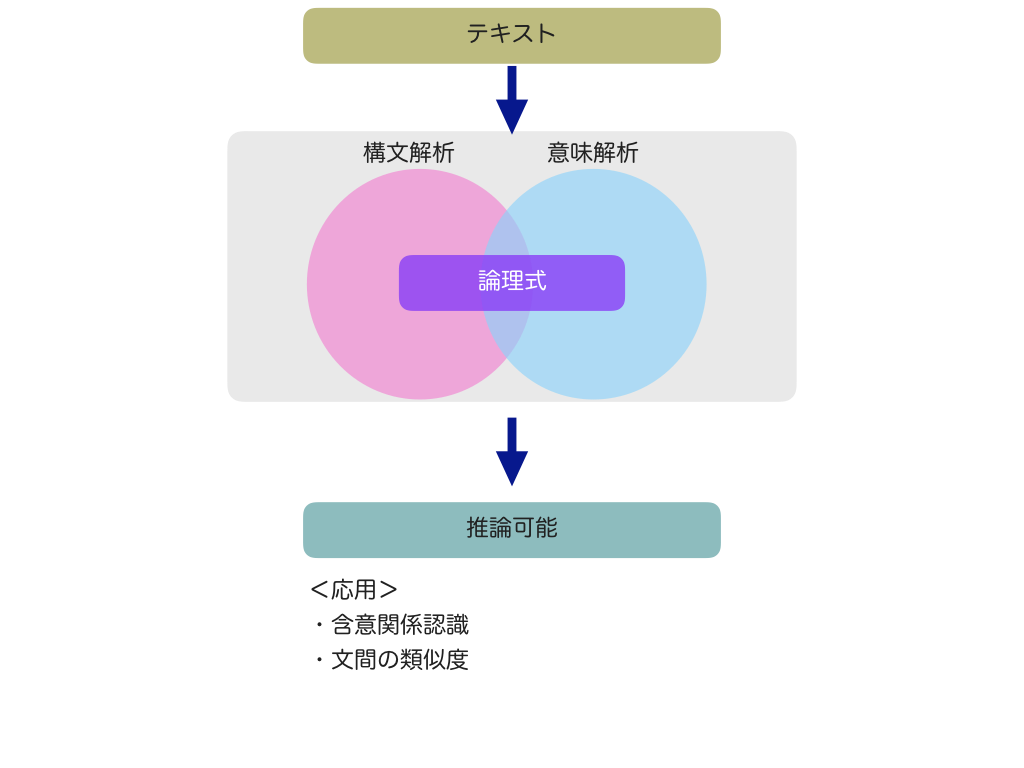 テキスト
構文解析 意味解析
論理式
推論可能
＜応用＞
・含意関係認識
・文間の類似度